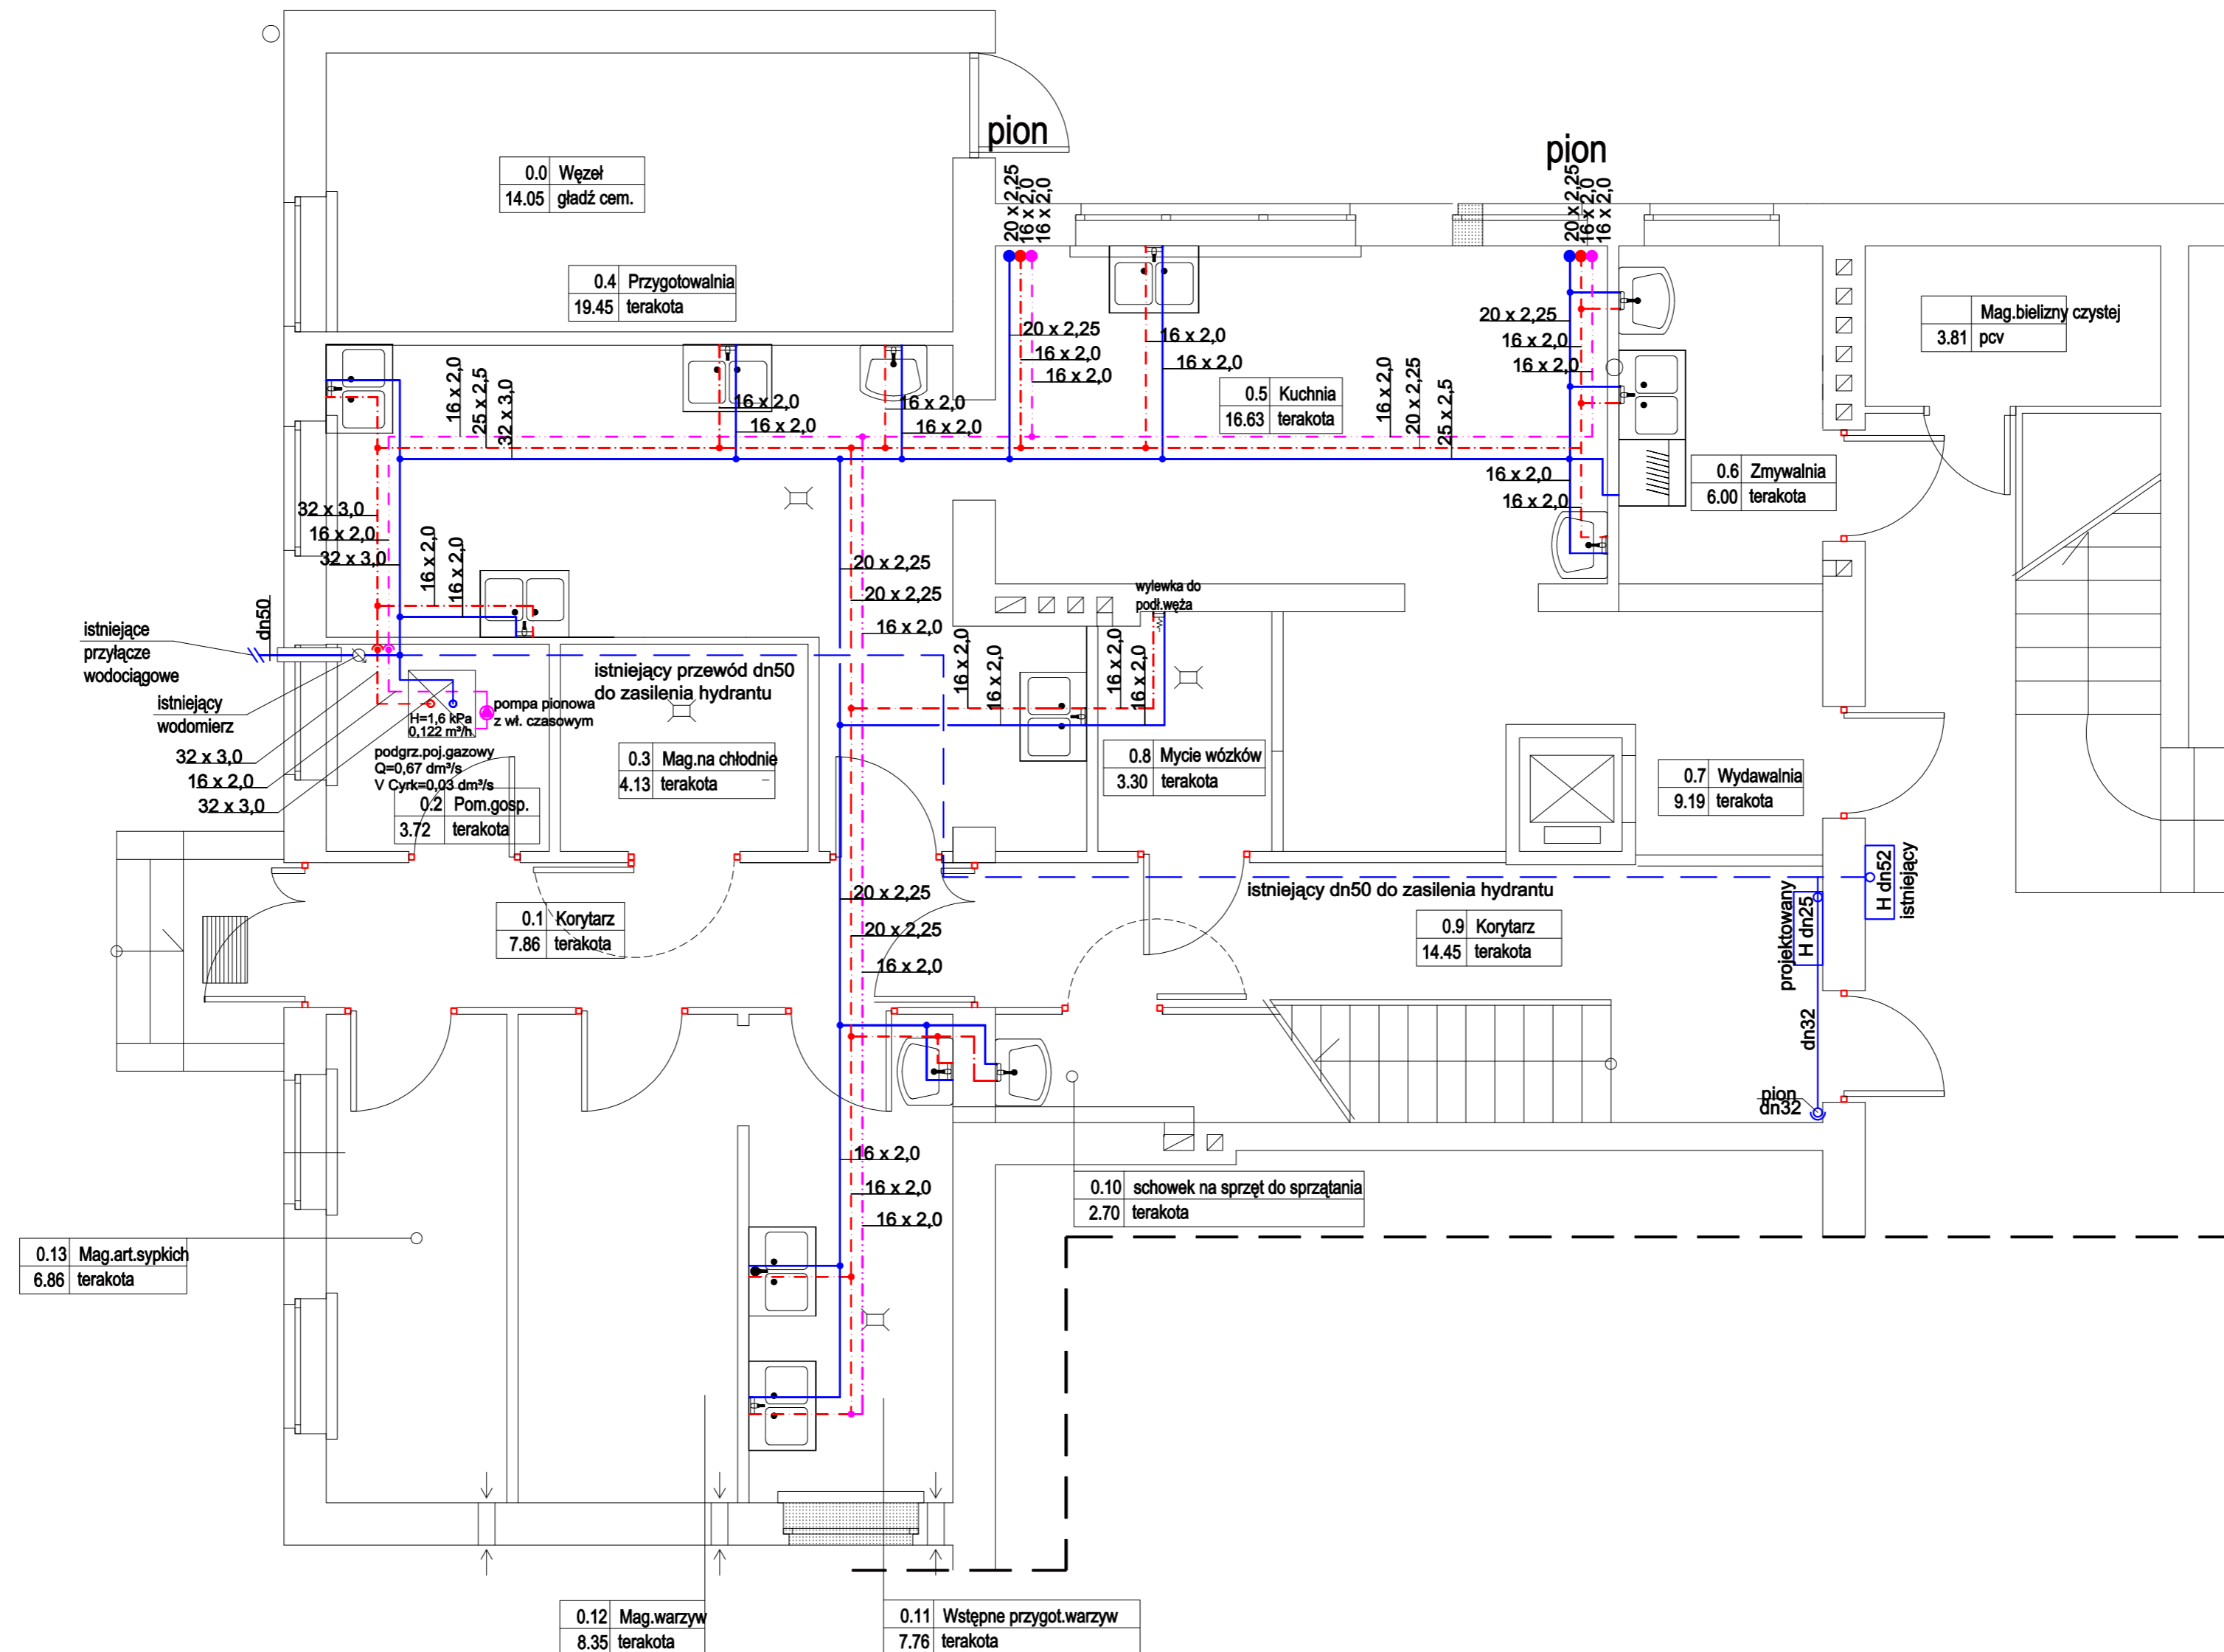 pion
pion
0.0 Węzeł
14.05 gładź cem.
20 x 2,25
16 x 2,0
16 x 2,0
20 x 2,25
16 x 2,0
16 x 2,0
0.4 Przygotowalnia
19.45 terakota
Mag.bielizny czystej
3.81 pcv
20 x 2,25
16 x 2,0
16 x 2,0
16 x 2,0
16 x 2,0
20 x 2,25
16 x 2,0
16 x 2,0
16 x 2,0
25 x 2,5
32 x 3,0
16 x 2,0
16 x 2,0
16 x 2,0
16 x 2,0
0.5 Kuchnia
16.63 terakota
16 x 2,0
20 x 2,25
25 x 2,5
0.6 Zmywalnia
6.00 terakota
16 x 2,0
16 x 2,0
32 x 3,0
16 x 2,0
32 x 3,0
16 x 2,0
16 x 2,0
20 x 2,25
20 x 2,25
16 x 2,0
wylewka do
podł.węża
dn50
istniejące
przyłącze
wodociągowe
istniejący
wodomierz
istniejący przewód dn50
do zasilenia hydrantu
16 x 2,0
16 x 2,0
16 x 2,0
16 x 2,0
pompa pionowa
z wł. czasowym
H=1,6 kPa
0,122 m³/h
podgrz.poj.gazowy
Q=0,67 dm³/s
V Cyrk=0,03 dm³/s
32 x 3,0
16 x 2,0
32 x 3,0
0.2 Pom.gosp.
3.72 terakota
0.3 Mag.na chłodnie
4.13 terakota
0.8 Mycie wózków
3.30 terakota
0.7 Wydawalnia
9.19 terakota
istniejący dn50 do zasilenia hydrantu
H dn52
istniejący
projektowany
H dn25
0.1 Korytarz
7.86 terakota
20 x 2,25
20 x 2,25
16 x 2,0
0.9 Korytarz
14.45 terakota
dn32
pion
dn32
16 x 2,0
16 x 2,0
16 x 2,0
0.10 schowek na sprzęt do sprzątania
2.70 terakota
0.13 Mag.art.sypkich
6.86 terakota
0.12 Mag.warzyw
8.35 terakota
0.11 Wstępne przygot.warzyw
7.76 terakota